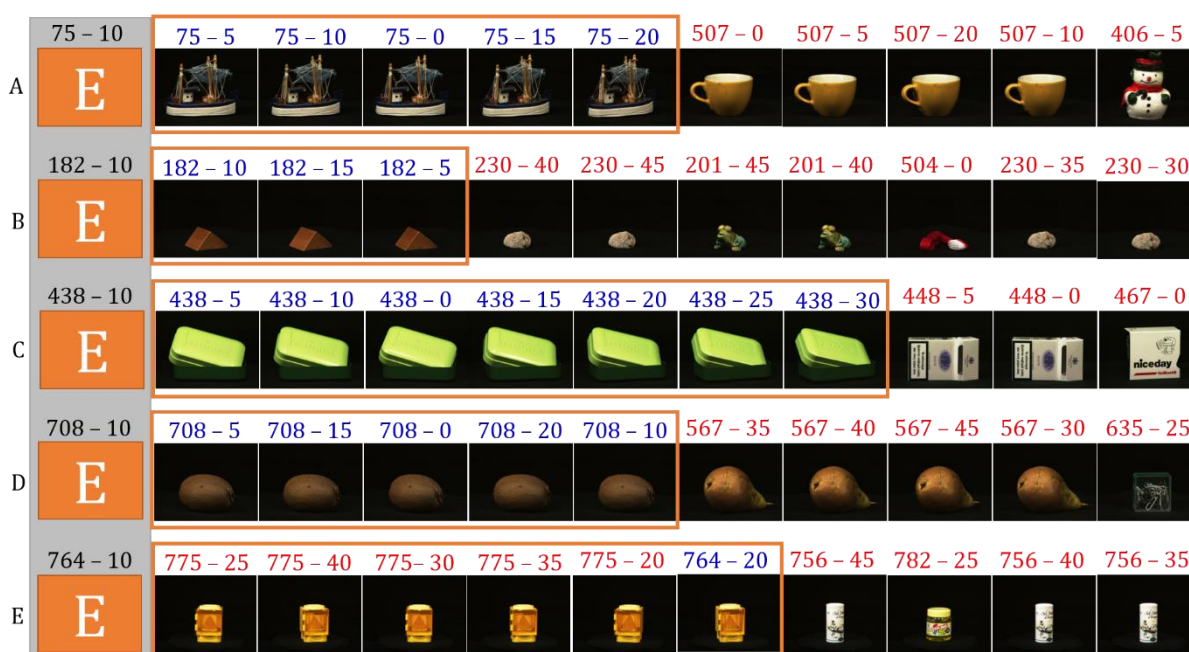 75 – 10 75 – 5 75 – 10 75 – 0 75 – 15 75 – 20 507 – 0 507 – 5 507 – 20 507 – 10 406 – 5
A E
182 – 10 182 – 10 182 – 15 182 – 5 230 – 40 230 – 45 201 – 45 201 – 40 504 – 0 230 – 35 230 – 30
B E
438 – 10 438 – 5 438 – 10 438 – 0 438 – 15 438 – 20 438 – 25 438 – 30 448 – 5 448 – 0 467 – 0
C E niceday
708 – 10 708 – 5 708 – 15 708 – 0 708 – 20 708 – 10 567 – 35 567 – 40 567 – 45 567 – 30 635 – 25
D E
764 – 10 775 – 25 775 – 40 775– 30 775 – 35 775 – 20 764 – 20 756 – 45 782 – 25 756 – 40 756 – 35
E E